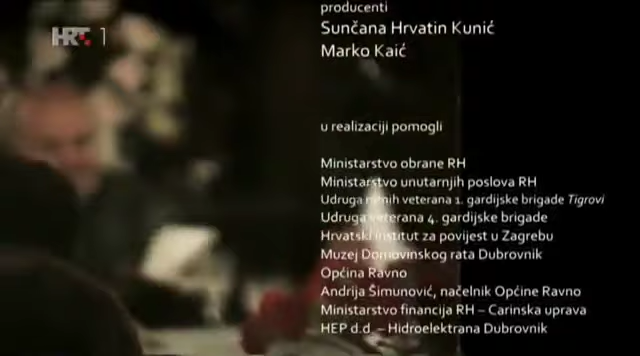 HRT 1
producenti
Sunčana Hrvatin Kunić
Marko Kaić
u realizaciji pomogli
Ministarstvo obrane RH
Ministarstvo unutarnjih poslova RH
Udruga ratnih veterana 1. gardijske brigade Tigrovi
Udruga veterana 4. gardijske brigade
Hrvatski institut za povijest u Zagrebu
Muzej Domovinskog rata Dubrovnik
Općina Ravno
Andrija Šimunović, načelnik Općine Ravno
Ministarstvo financija RH – Carinska uprava
HEP d.d. – Hidroelektrana Dubrovnik